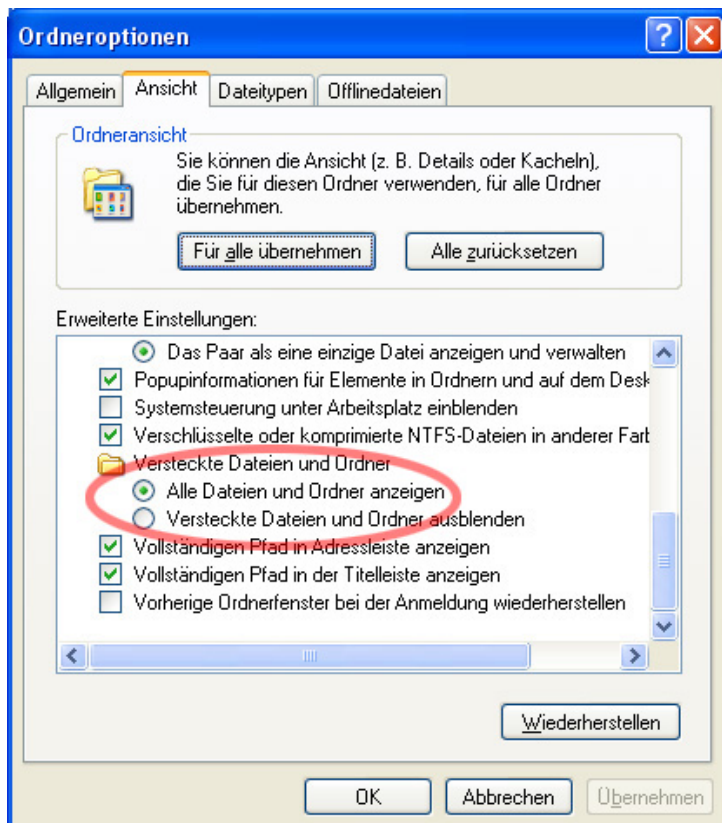 Ordneroptionen
Allgemein Ansicht Dateitypen Offlinedateien
Ordneransicht
Sie können die Ansicht (z. B. Details oder Kacheln),
die Sie für diesen Ordner verwenden, für alle Ordner
übernehmen.
Für alle übernehmen Alle zurücksetzen
Erweiterte Einstellungen:
Das Paar als eine einzige Datei anzeigen und verwalten
Popupinformationen für Elemente in Ordnern und auf dem Desk
Systemsteuerung unter Arbeitsplatz einblenden
Verschlüsselte oder komprimierte NTFS-Dateien in anderer Farb
Versteckte Dateien und Ordner
Alle Dateien und Ordner anzeigen
Versteckte Dateien und Ordner ausblenden
Vollständigen Pfad in Adressleiste anzeigen
Vollständigen Pfad in der Titelleiste anzeigen
Vorherige Ordnerfenster bei der Anmeldung wiederherstellen
Wiederherstellen
OK Abbrechen Übernehmen